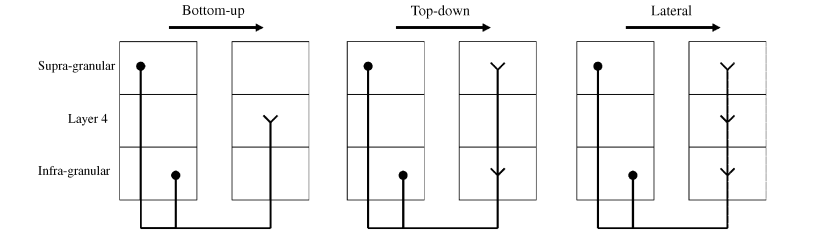 Bottom-up Top-down Lateral
Supra-granular
Layer 4
Infra-granular